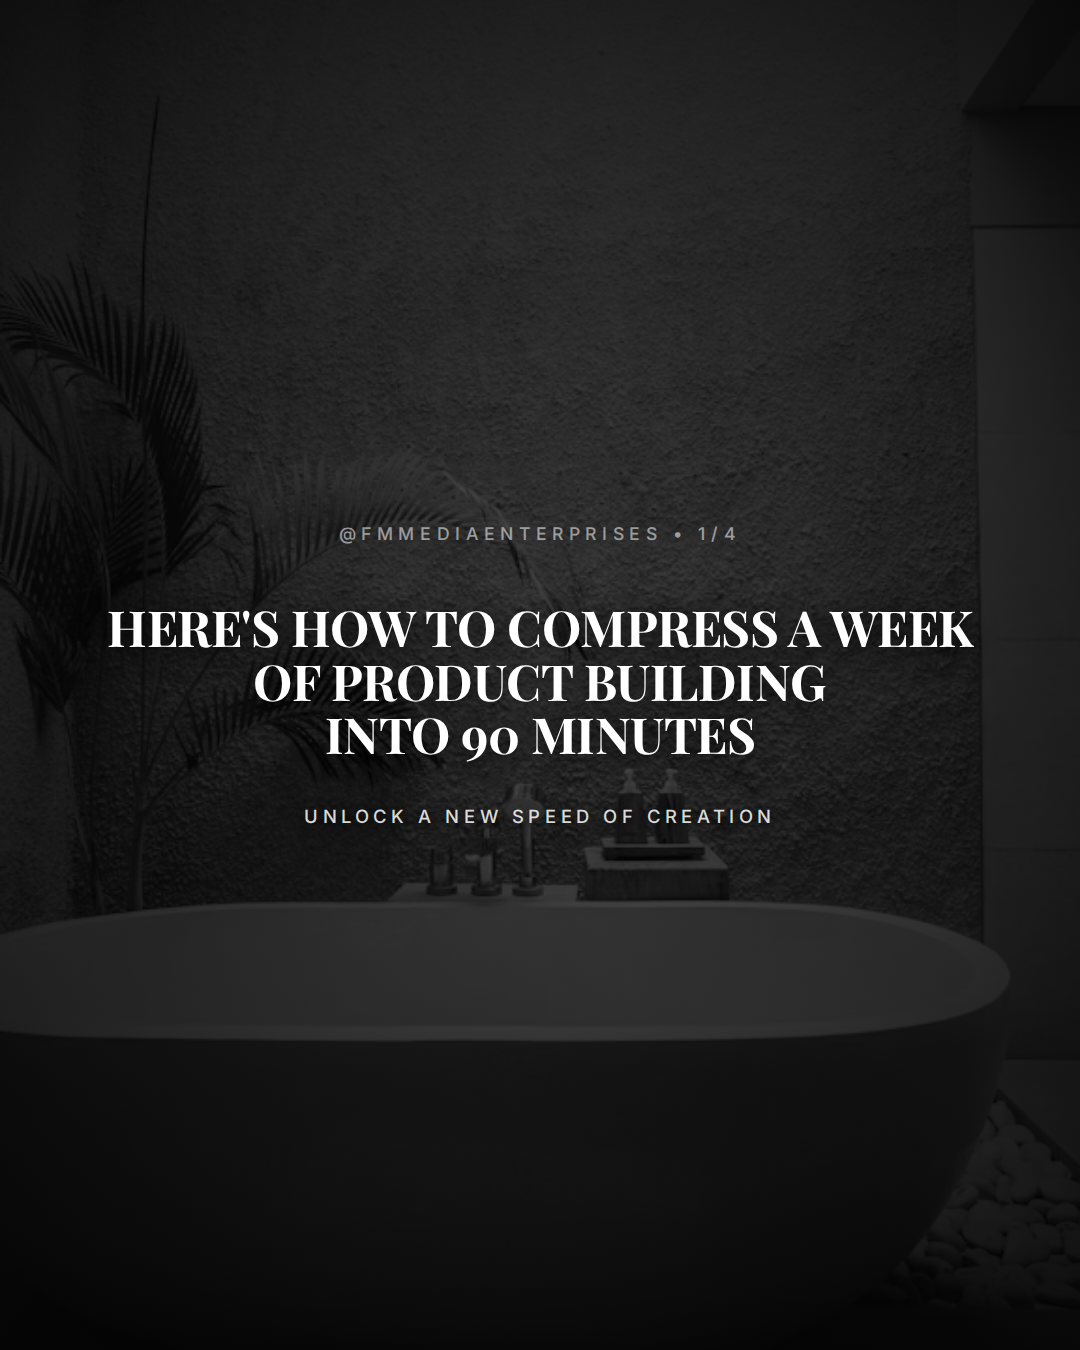 @FMMEDIAENTERPRISES • 1/4
HERE'S HOW TO COMPRESS A WEEK
OF PRODUCT BUILDING
INTO 90 MINUTES
UNLOCK A NEW SPEED OF CREATION